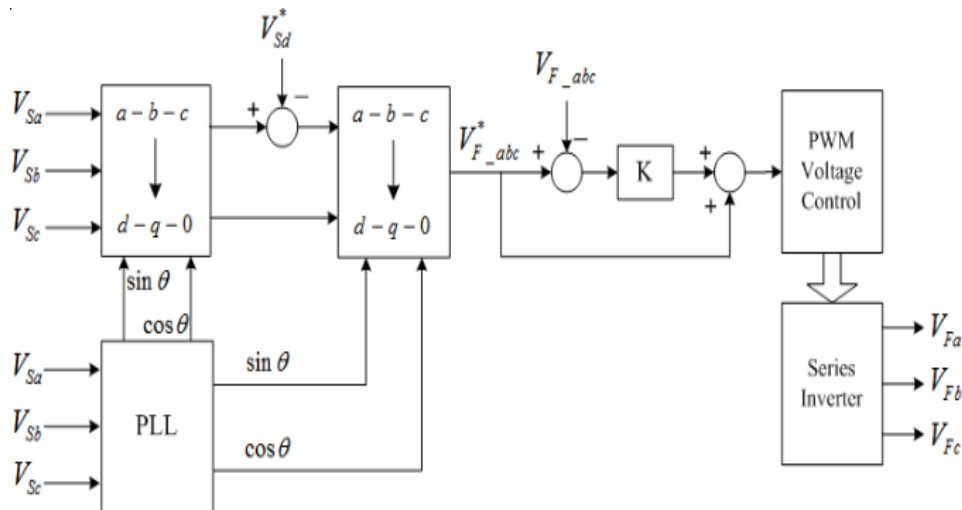 V*Sd
VSa
VSb
VSc
a - b - c
d - q - 0
+
−
a - b - c
d - q - 0
V*F_abc
VF_abc
+
−
K
+
+
PWM
Voltage
Control
sin θ
cos θ
VSa
VSb
VSc
PLL
sin θ
cos θ
Series
Inverter
VFa
VFb
VFc